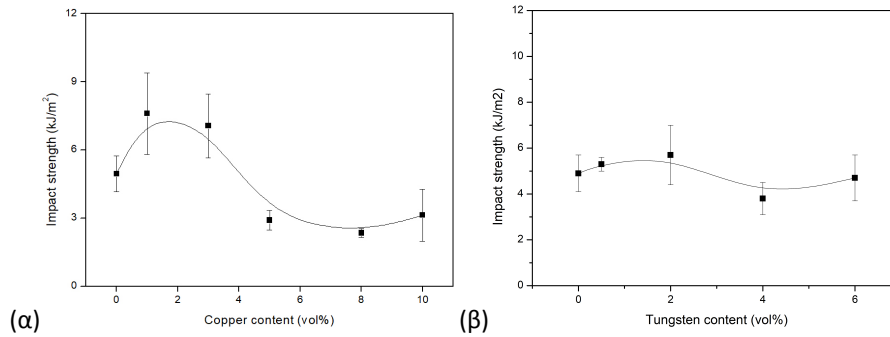 12
9
6
3
0
Impact strength (kJ/m²)
0 2 4 6 8 10
Copper content (vol%)
(α)
12
10
8
6
4
2
0
Impact strength (kJ/m2)
0 2 4 6
Tungsten content (vol%)
(β)